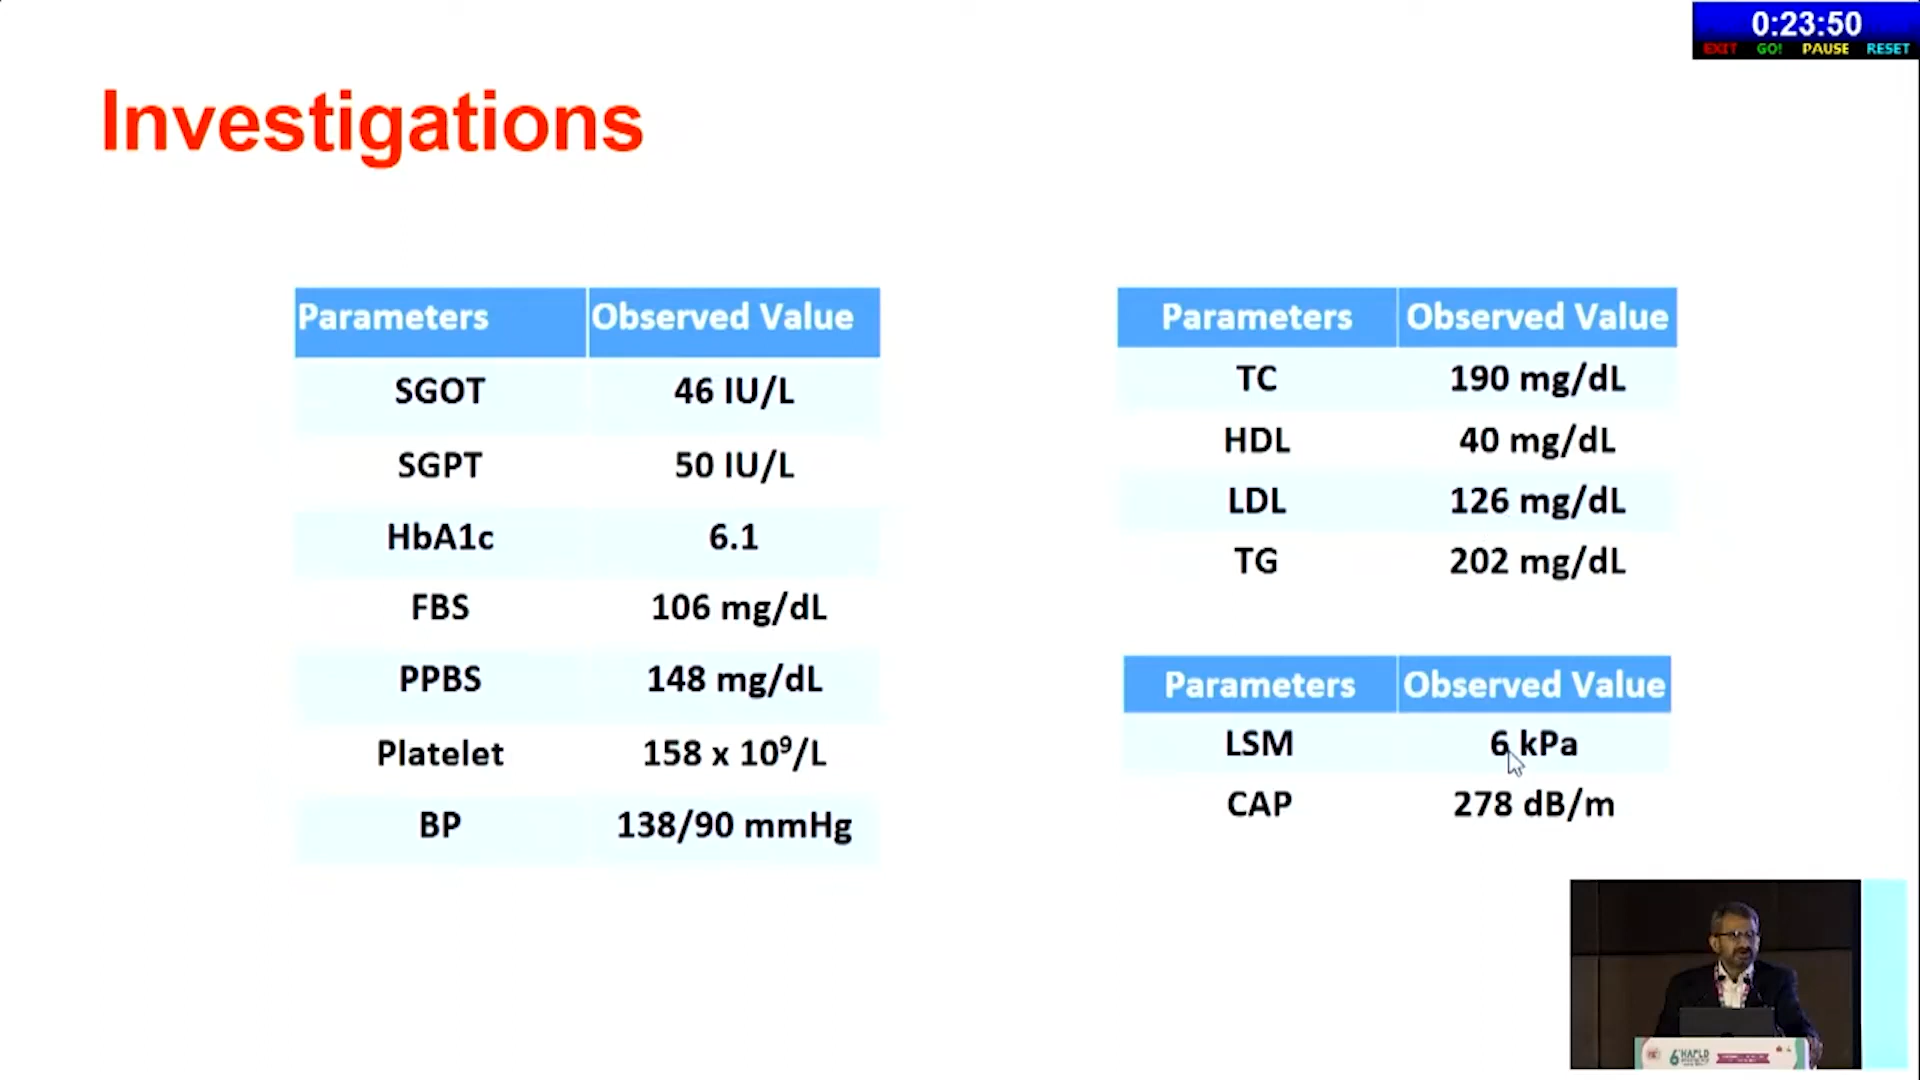 0:23:50
EXIT GO! PAUSE RESET
Investigations
Parameters Observed Value
SGOT 46 IU/L
SGPT 50 IU/L
HbA1c 6.1
FBS 106 mg/dL
PPBS 148 mg/dL
Platelet 158 x 10⁹/L
BP 138/90 mmHg
Parameters Observed Value
TC 190 mg/dL
HDL 40 mg/dL
LDL 126 mg/dL
TG 202 mg/dL
Parameters Observed Value
LSM 6 kPa
CAP 278 dB/m